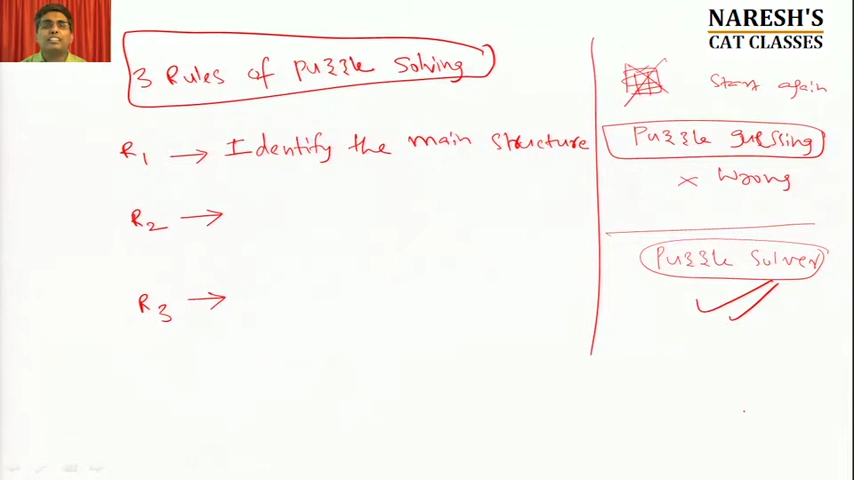 NARESH'S
CAT CLASSES
3 Rules of Puzzle Solving
R1 → Identify the main structure
R2 →
R3 →
Start again
Puzzle guessing
x Wrong
Puzzle Solver